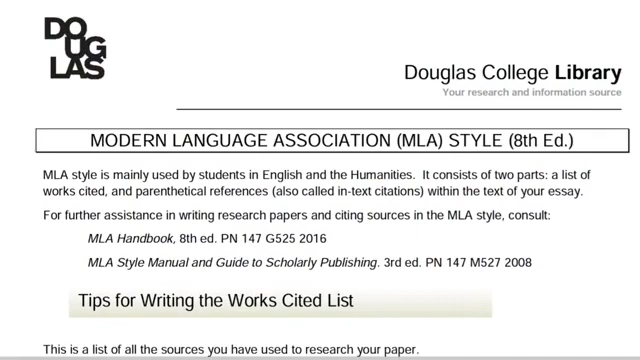 DO
UG
LAS
Douglas College Library
Your research and information source
MODERN LANGUAGE ASSOCIATION (MLA) STYLE (8th Ed.)
MLA style is mainly used by students in English and the Humanities. It consists of two parts: a list of
works cited, and parenthetical references (also called in-text citations) within the text of your essay.
For further assistance in writing research papers and citing sources in the MLA style, consult:
MLA Handbook, 8th ed. PN 147 G525 2016
MLA Style Manual and Guide to Scholarly Publishing. 3rd ed. PN 147 M527 2008
Tips for Writing the Works Cited List
This is a list of all the sources you have used to research your paper.